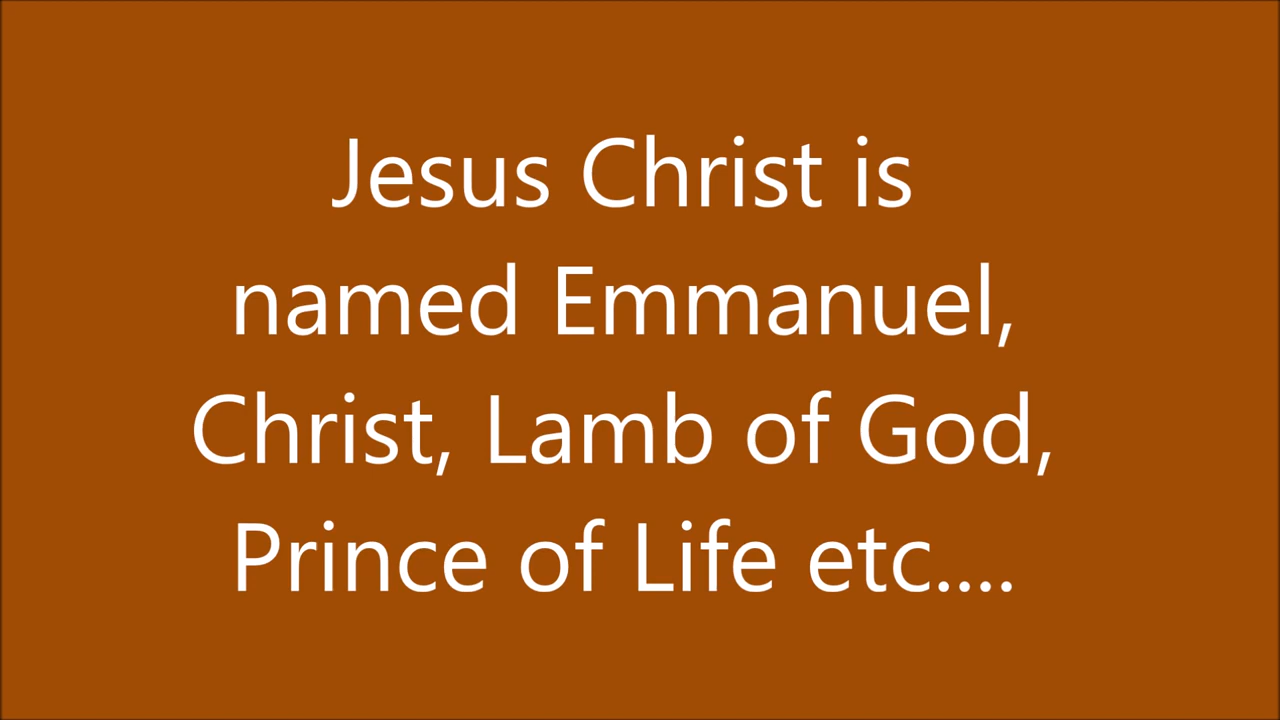 Jesus Christ is
named Emmanuel,
Christ, Lamb of God,
Prince of Life etc....